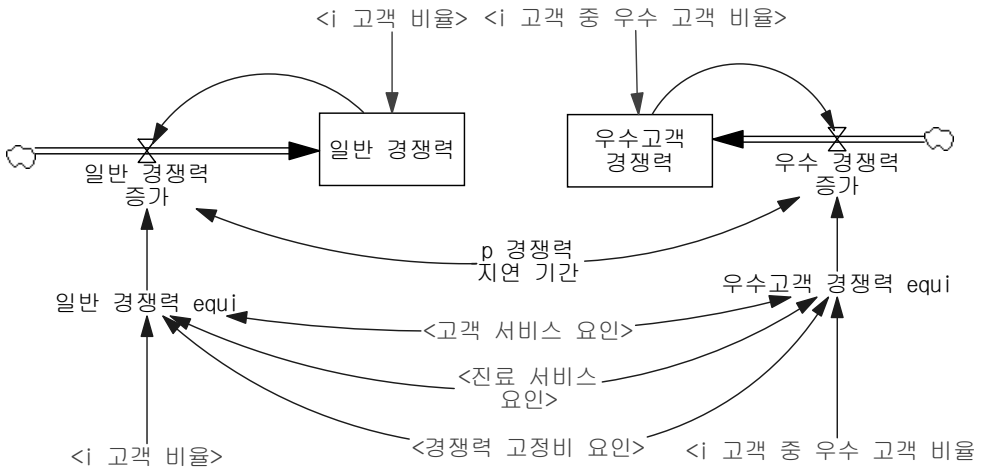 <i 고객 비율>
<i 고객 중 우수 고객 비율>
일반 경쟁력
우수고객
경쟁력
일반 경쟁력
증가
우수 경쟁력
증가
p 경쟁력
지연 기간
일반 경쟁력 equi
우수고객 경쟁력 equi
<고객 서비스 요인>
<진료 서비스
요인>
<경쟁력 고정비 요인>
<i 고객 비율>
<i 고객 중 우수 고객 비율